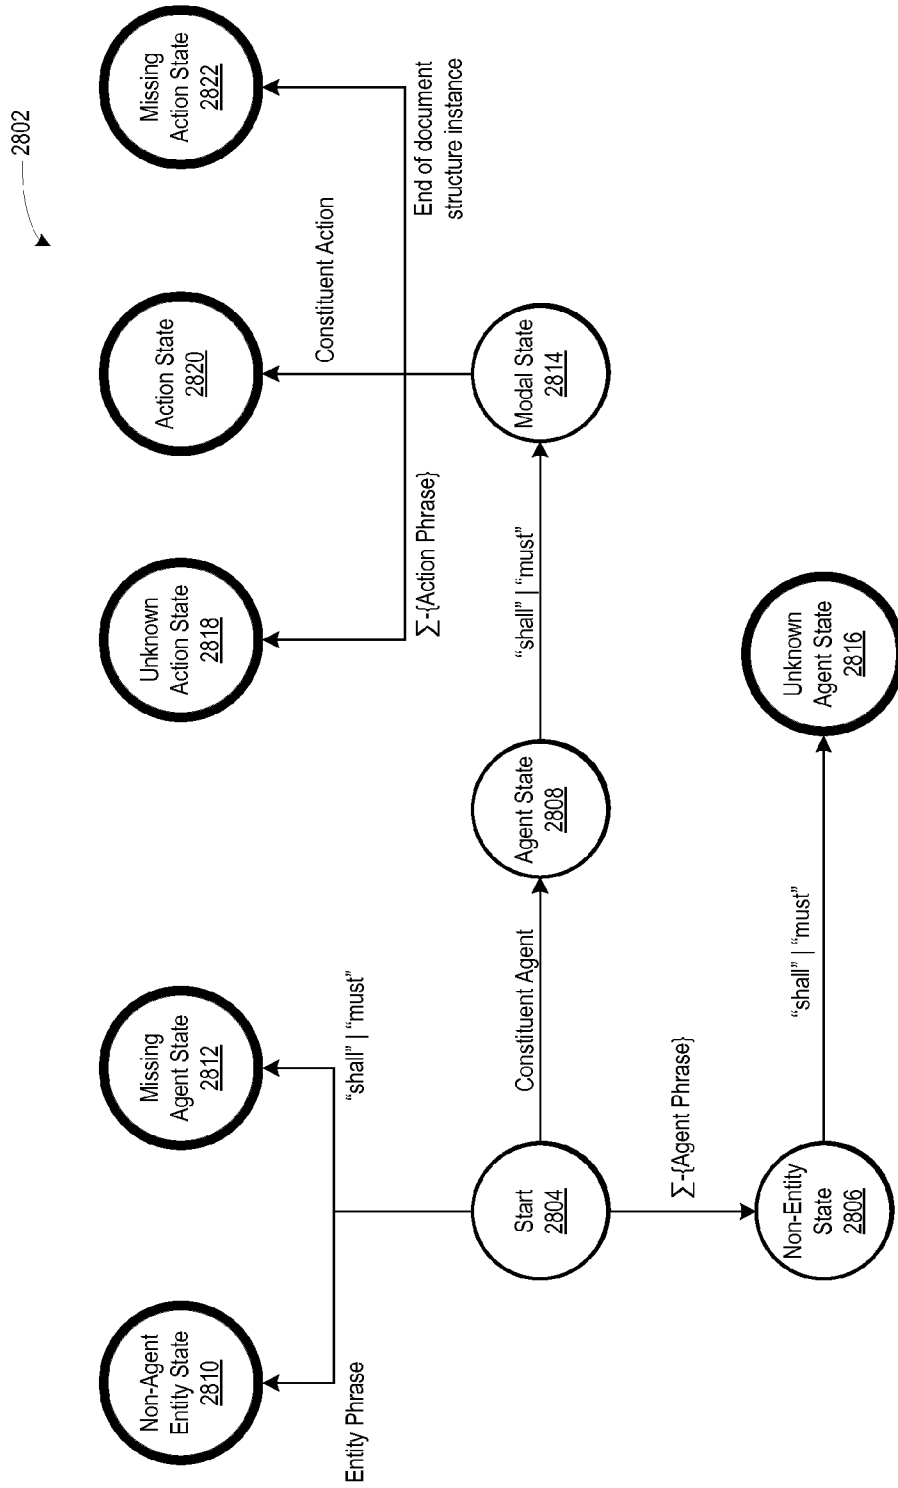 2802
Non-Agent
Entity State
2810
Missing
Agent State
2812
Unknown
Action State
2818
Action State
2820
Missing
Action State
2822
Entity Phrase
“shall” | “must”
∑-{Action Phrase}
Constituent Action
End of document
structure instance
Start
2804
Constituent Agent
Agent State
2808
“shall” | “must”
Modal State
2814
∑-{Agent Phrase}
Non-Entity
State
2806
“shall” | “must”
Unknown
Agent State
2816